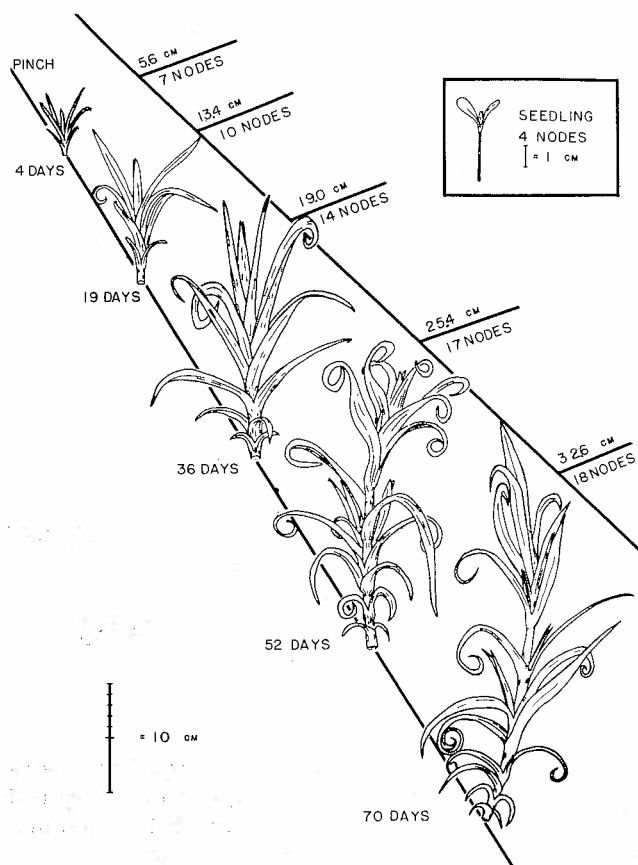 PINCH
5.6 CM
7 NODES
13.4 CM
10 NODES
SEEDLING
4 NODES
= 1 CM
4 DAYS
19.0 CM
14 NODES
19 DAYS
25.4 CM
17 NODES
36 DAYS
32.6 CM
18 NODES
52 DAYS
= 10 CM
70 DAYS